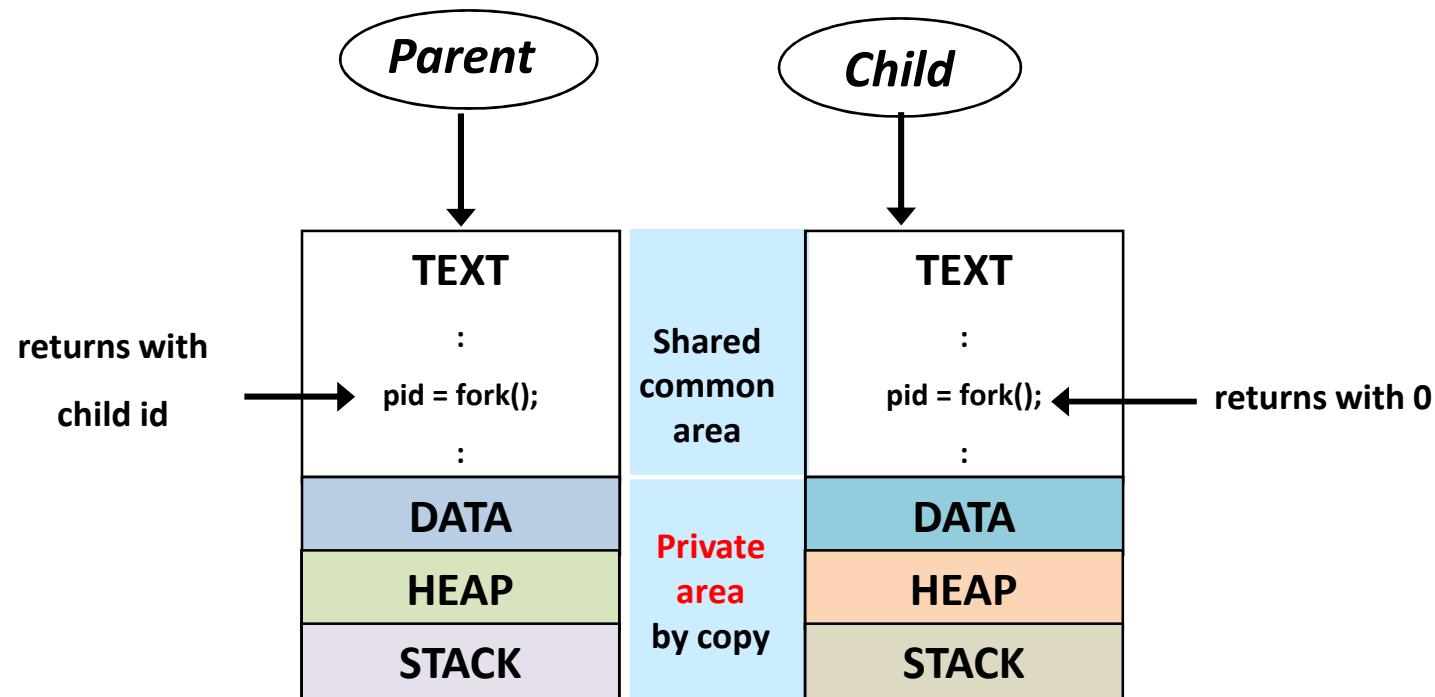 Parent
Child
TEXT
:
pid = fork();
:
returns with
child id
DATA
HEAP
STACK
Shared
common
area
Private
area
by copy
TEXT
:
pid = fork();
:
returns with 0
DATA
HEAP
STACK